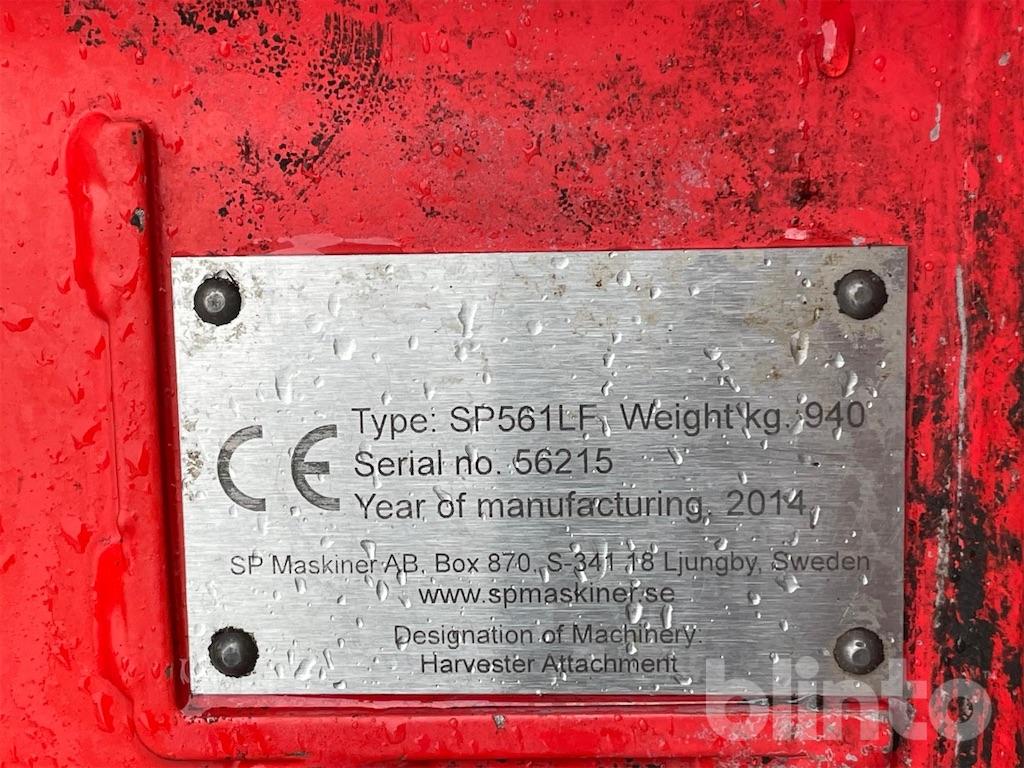 CE
Type: SP561LF, Weight kg. 940
Serial no. 56215
Year of manufacturing, 2014
SP Maskiner AB, Box 870, S-341 18 Ljungby, Sweden
www.spmaskiner.se
Designation of Machinery:
Harvester Attachment
blinto